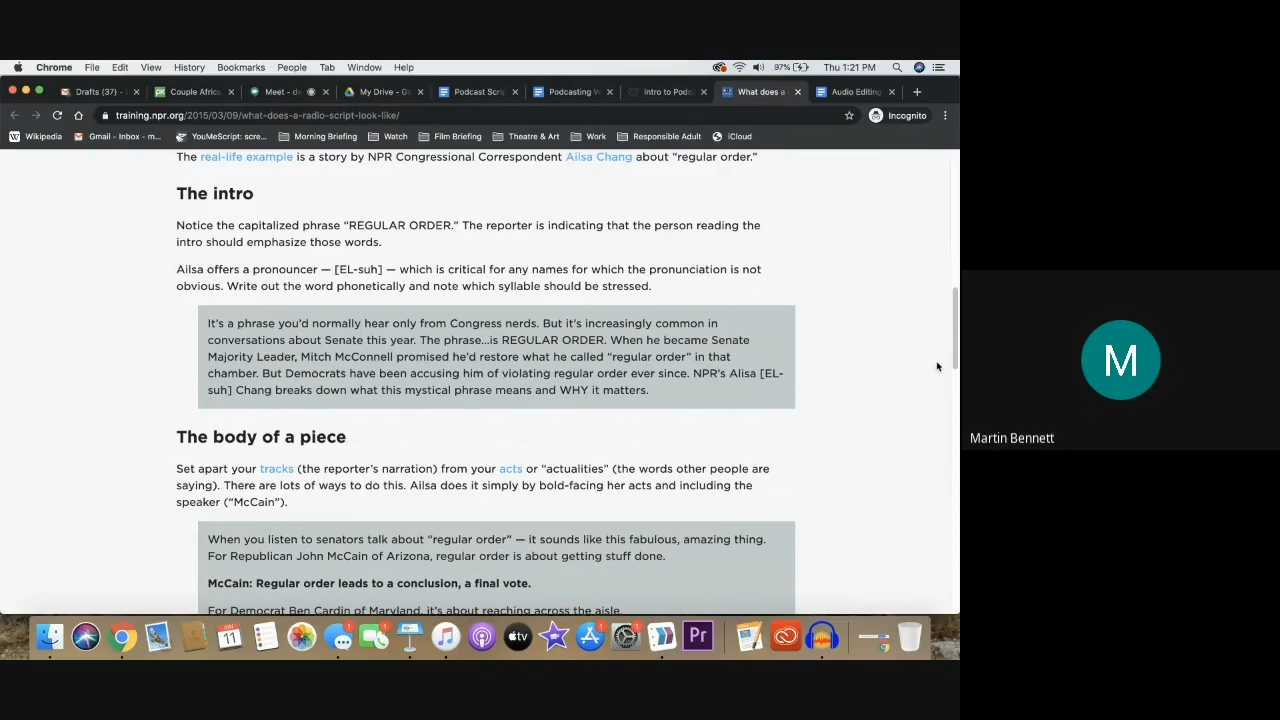 Chrome File Edit View History Bookmarks People Tab Window Help 97% Thu 1:21 PM
Drafts (37) - Couple Africa Meet - de My Drive - G Podcast Scri Podcasting W Intro to Podc What does a Audio Editing
training.npr.org/2015/03/09/what-does-a-radio-script-look-like/ Incognito
Wikipedia Gmail - Inbox - m... YouMeScript: scre... Morning Briefing Watch Film Briefing Theatre & Art Work Responsible Adult iCloud
The real-life example is a story by NPR Congressional Correspondent Ailsa Chang about “regular order.”
The intro
Notice the capitalized phrase “REGULAR ORDER.” The reporter is indicating that the person reading the
intro should emphasize those words.
Ailsa offers a pronouncer — [EL-suh] — which is critical for any names for which the pronunciation is not
obvious. Write out the word phonetically and note which syllable should be stressed.
It’s a phrase you’d normally hear only from Congress nerds. But it’s increasingly common in
conversations about Senate this year. The phrase...is REGULAR ORDER. When he became Senate
Majority Leader, Mitch McConnell promised he’d restore what he called “regular order” in that
chamber. But Democrats have been accusing him of violating regular order ever since. NPR’s Alisa [EL-
suh] Chang breaks down what this mystical phrase means and WHY it matters.
The body of a piece
Set apart your tracks (the reporter’s narration) from your acts or “actualities” (the words other people are
saying). There are lots of ways to do this. Ailsa does it simply by bold-facing her acts and including the
speaker (“McCain”).
When you listen to senators talk about “regular order” — it sounds like this fabulous, amazing thing.
For Republican John McCain of Arizona, regular order is about getting stuff done.
McCain: Regular order leads to a conclusion, a final vote.
For Democrat Ben Cardin of Maryland, it’s about reaching across the aisle.
M
Martin Bennett
JUN
11
tv
Pr